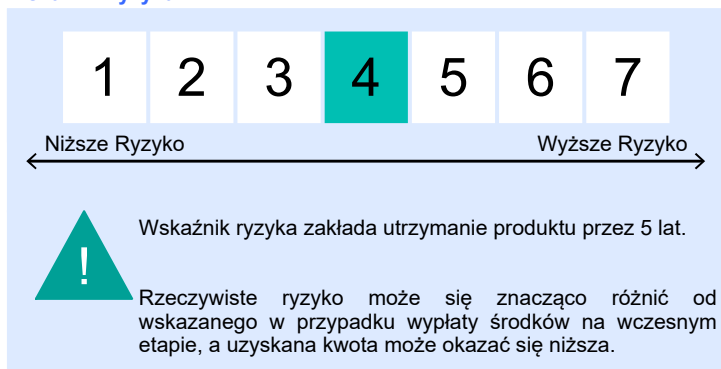 1 2 3 4 5 6 7
Niższe Ryzyko Wyższe Ryzyko
!
Wskaźnik ryzyka zakłada utrzymanie produktu przez 5 lat.
Rzeczywiste ryzyko może się znacząco różnić od
wskazanego w przypadku wypłaty środków na wczesnym
etapie, a uzyskana kwota może okazać się niższa.